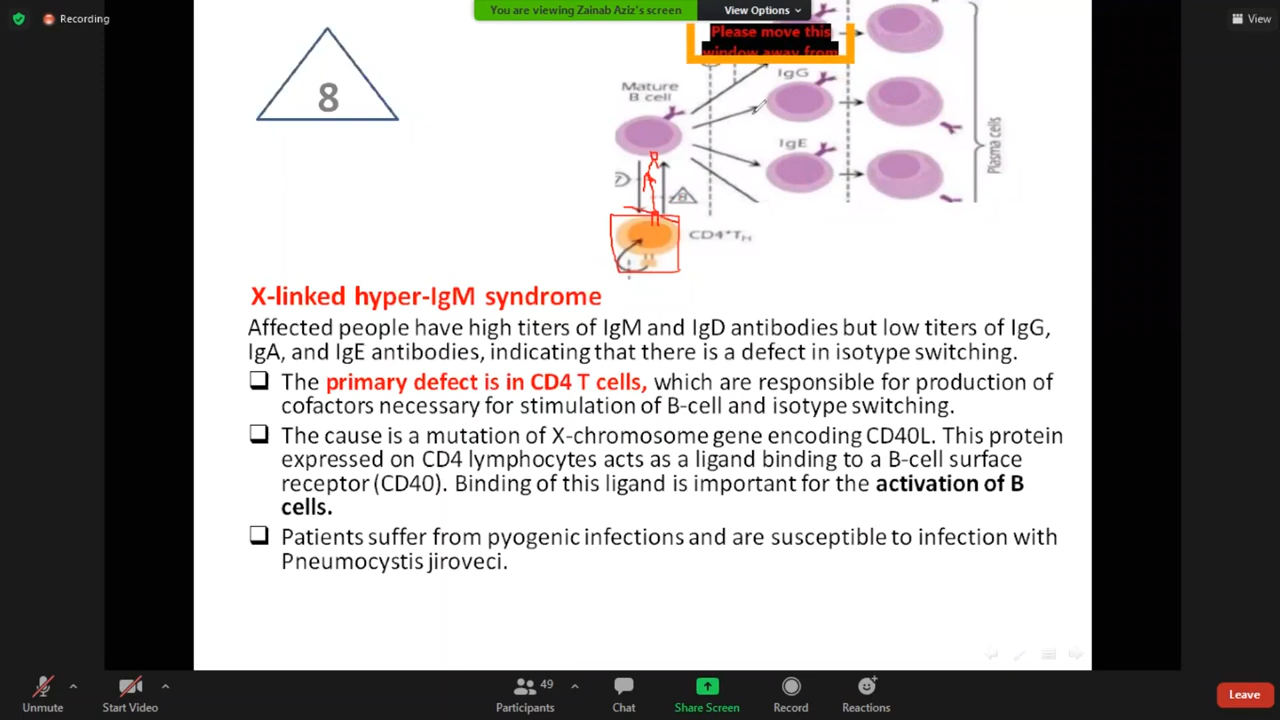 Recording
You are viewing Zainab Aziz's screen
View Options
View
Please move this
window away from
8
IgG
Mature
B cell
IgE
Plasma cells
8
CD4+TH
X-linked hyper-IgM syndrome
Affected people have high titers of IgM and IgD antibodies but low titers of IgG,
IgA, and IgE antibodies, indicating that there is a defect in isotype switching.
The primary defect is in CD4 T cells, which are responsible for production of
cofactors necessary for stimulation of B-cell and isotype switching.
The cause is a mutation of X-chromosome gene encoding CD40L. This protein
expressed on CD4 lymphocytes acts as a ligand binding to a B-cell surface
receptor (CD40). Binding of this ligand is important for the activation of B
cells.
Patients suffer from pyogenic infections and are susceptible to infection with
Pneumocystis jiroveci.
Unmute
Start Video
49
Participants
Chat
Share Screen
Record
Reactions
Leave